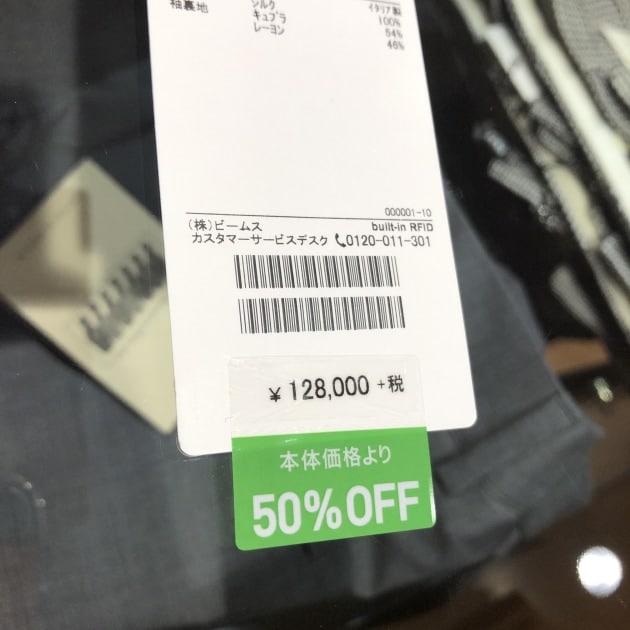 イタリア製
袖裏地 シルク 100%
キュプラ 54%
レーヨン 46%
000001-10
(株)ビームス built-in RFID
カスタマーサービスデスク 0120-011-301
¥ 128,000 +税
本体価格より
50%OFF